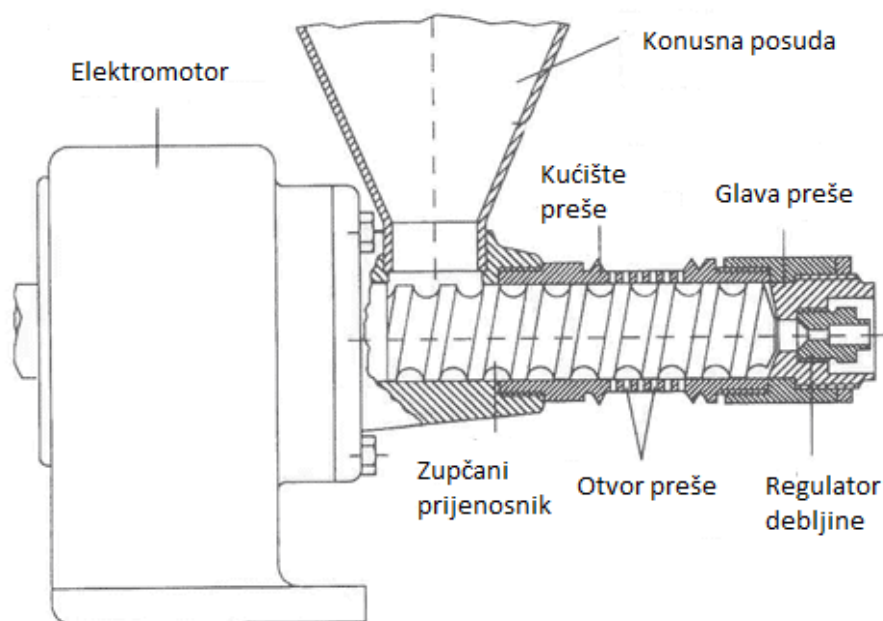 Konusna posuda
Elektromotor
Kućište
preše
Glava preše
Zupčani
prijenosnik
Otvor preše
Regulator
debljine